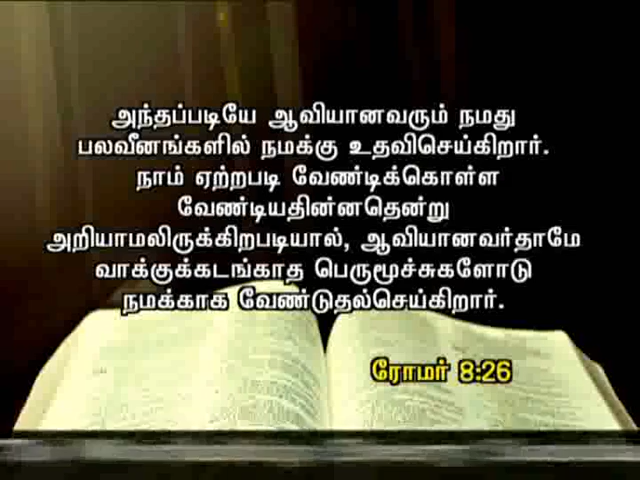 அந்தப்படியே ஆவியானவரும் நமது
பலவீனங்களில் நமக்கு உதவிசெய்கிறார்.
நாம் ஏற்றபடி வேண்டிக்கொள்ள
வேண்டியதின்னதென்று
அறியாமலிருக்கிறபடியால், ஆவியானவர்தாமே
வாக்குக்கடங்காத பெருமூச்சுகளோடு
நமக்காக வேண்டுதல்செய்கிறார்.
ரோமர் 8:26